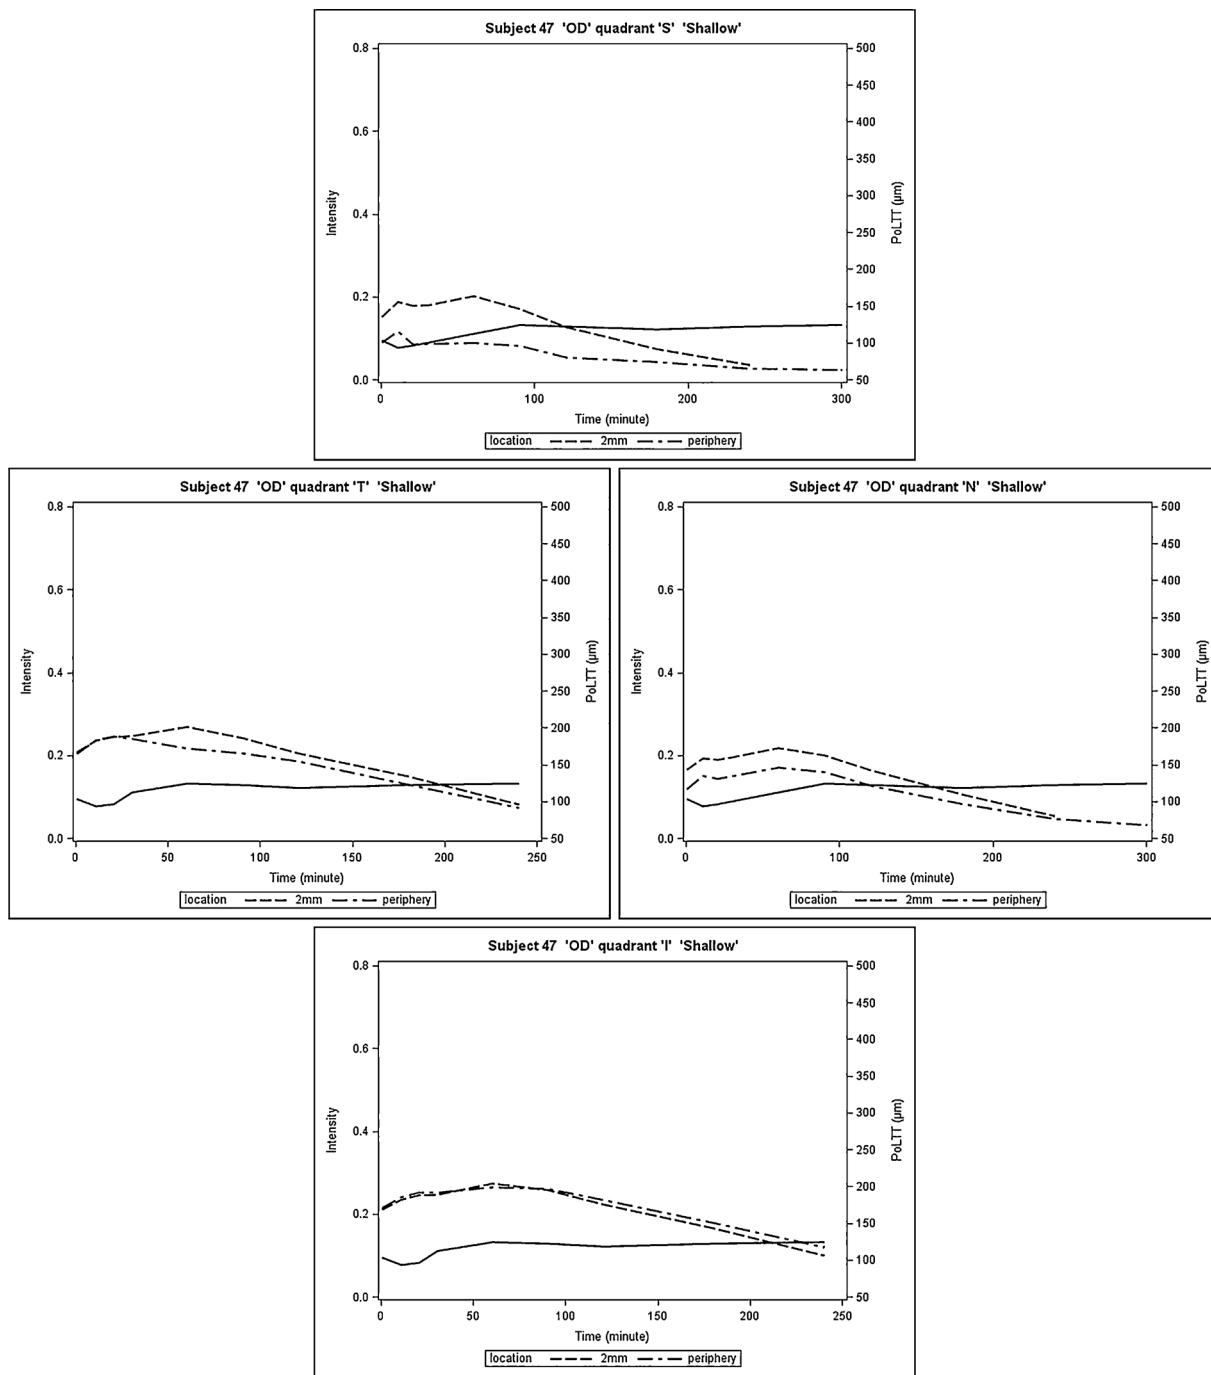 Subject 47 'OD' quadrant 'S' 'Shallow'
0.8
0.6
0.4
0.2
0.0
Intensity
500
450
400
350
300
250
200
150
100
50
PoLTT (µm)
0 100 200 300
Time (minute)
location 2mm periphery
Subject 47 'OD' quadrant 'T' 'Shallow'
0.8
0.6
0.4
0.2
0.0
Intensity
500
450
400
350
300
250
200
150
100
50
PoLTT (µm)
0 50 100 150 200 250
Time (minute)
location 2mm periphery
Subject 47 'OD' quadrant 'N' 'Shallow'
0.8
0.6
0.4
0.2
0.0
Intensity
500
450
400
350
300
250
200
150
100
50
PoLTT (µm)
0 100 200 300
Time (minute)
location 2mm periphery
Subject 47 'OD' quadrant 'I' 'Shallow'
0.8
0.6
0.4
0.2
0.0
Intensity
500
450
400
350
300
250
200
150
100
50
PoLTT (µm)
0 50 100 150 200 250
Time (minute)
location 2mm periphery